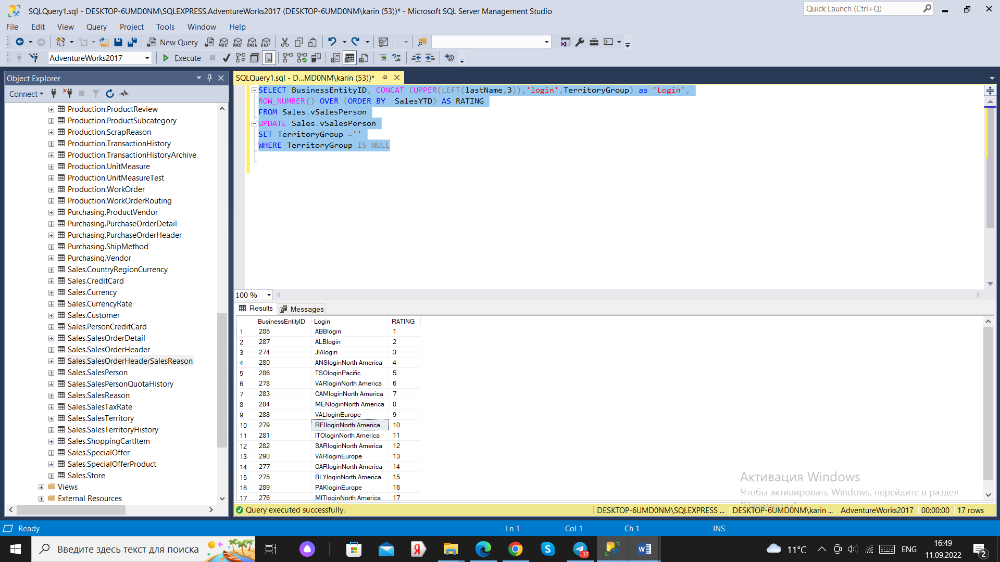 SQLQuery1.sql - DESKTOP-6UMD0NM\SQLEXPRESS.AdventureWorks2017 (DESKTOP-6UMD0NM\karin (53))* - Microsoft SQL Server Management Studio
Quick Launch (Ctrl+Q)
File Edit View Query Project Tools Window Help
New Query MDX DMX XMLA DAX
AdventureWorks2017 Execute
Object Explorer
Connect
Production.ProductReview
Production.ProductSubcategory
Production.ScrapReason
Production.TransactionHistory
Production.TransactionHistoryArchive
Production.UnitMeasure
Production.UnitMeasureTest
Production.WorkOrder
Production.WorkOrderRouting
Purchasing.ProductVendor
Purchasing.PurchaseOrderDetail
Purchasing.PurchaseOrderHeader
Purchasing.ShipMethod
Purchasing.Vendor
Sales.CountryRegionCurrency
Sales.CreditCard
Sales.Currency
Sales.CurrencyRate
Sales.Customer
Sales.PersonCreditCard
Sales.SalesOrderDetail
Sales.SalesOrderHeader
Sales.SalesOrderHeaderSalesReason
Sales.SalesPerson
Sales.SalesPersonQuotaHistory
Sales.SalesReason
Sales.SalesTaxRate
Sales.SalesTerritory
Sales.SalesTerritoryHistory
Sales.ShoppingCartItem
Sales.SpecialOffer
Sales.SpecialOfferProduct
Sales.Store
Views
External Resources
SQLQuery1.sql - D...MD0NM\karin (53))*
SELECT BusinessEntityID, CONCAT (UPPER(LEFT(lastName,3)),'login',TerritoryGroup) as 'Login',
ROW_NUMBER() OVER (ORDER BY  SalesYTD) AS RATING
FROM Sales.vSalesPerson
UPDATE Sales.vSalesPerson
SET TerritoryGroup =''
WHERE TerritoryGroup IS NULL
100 %
Results Messages
BusinessEntityID Login RATING
1 285 ABBlogin 1
2 287 ALBlogin 2
3 274 JIAlogin 3
4 280 ANSloginNorth America 4
5 286 TSOloginPacific 5
6 278 VARloginNorth America 6
7 283 CAMloginNorth America 7
8 284 MENloginNorth America 8
9 288 VALloginEurope 9
10 279 REIloginNorth America 10
11 281 ITOloginNorth America 11
12 282 SARloginNorth America 12
13 290 VARloginEurope 13
14 277 CARloginNorth America 14
15 275 BLYloginNorth America 15
16 289 PAKloginEurope 16
17 276 MITloginNorth America 17
Активация Windows
Чтобы активировать Windows, перейдите в раздел
"Параметры"
Query executed successfully. DESKTOP-6UMD0NM\SQLEXPRESS ... DESKTOP-6UMD0NM\karin ... AdventureWorks2017 00:00:00 17 rows
Ready Ln 1 Col 1 Ch 1 INS
Введите здесь текст для поиска
37
11°C ENG
16:49
11.09.2022
2